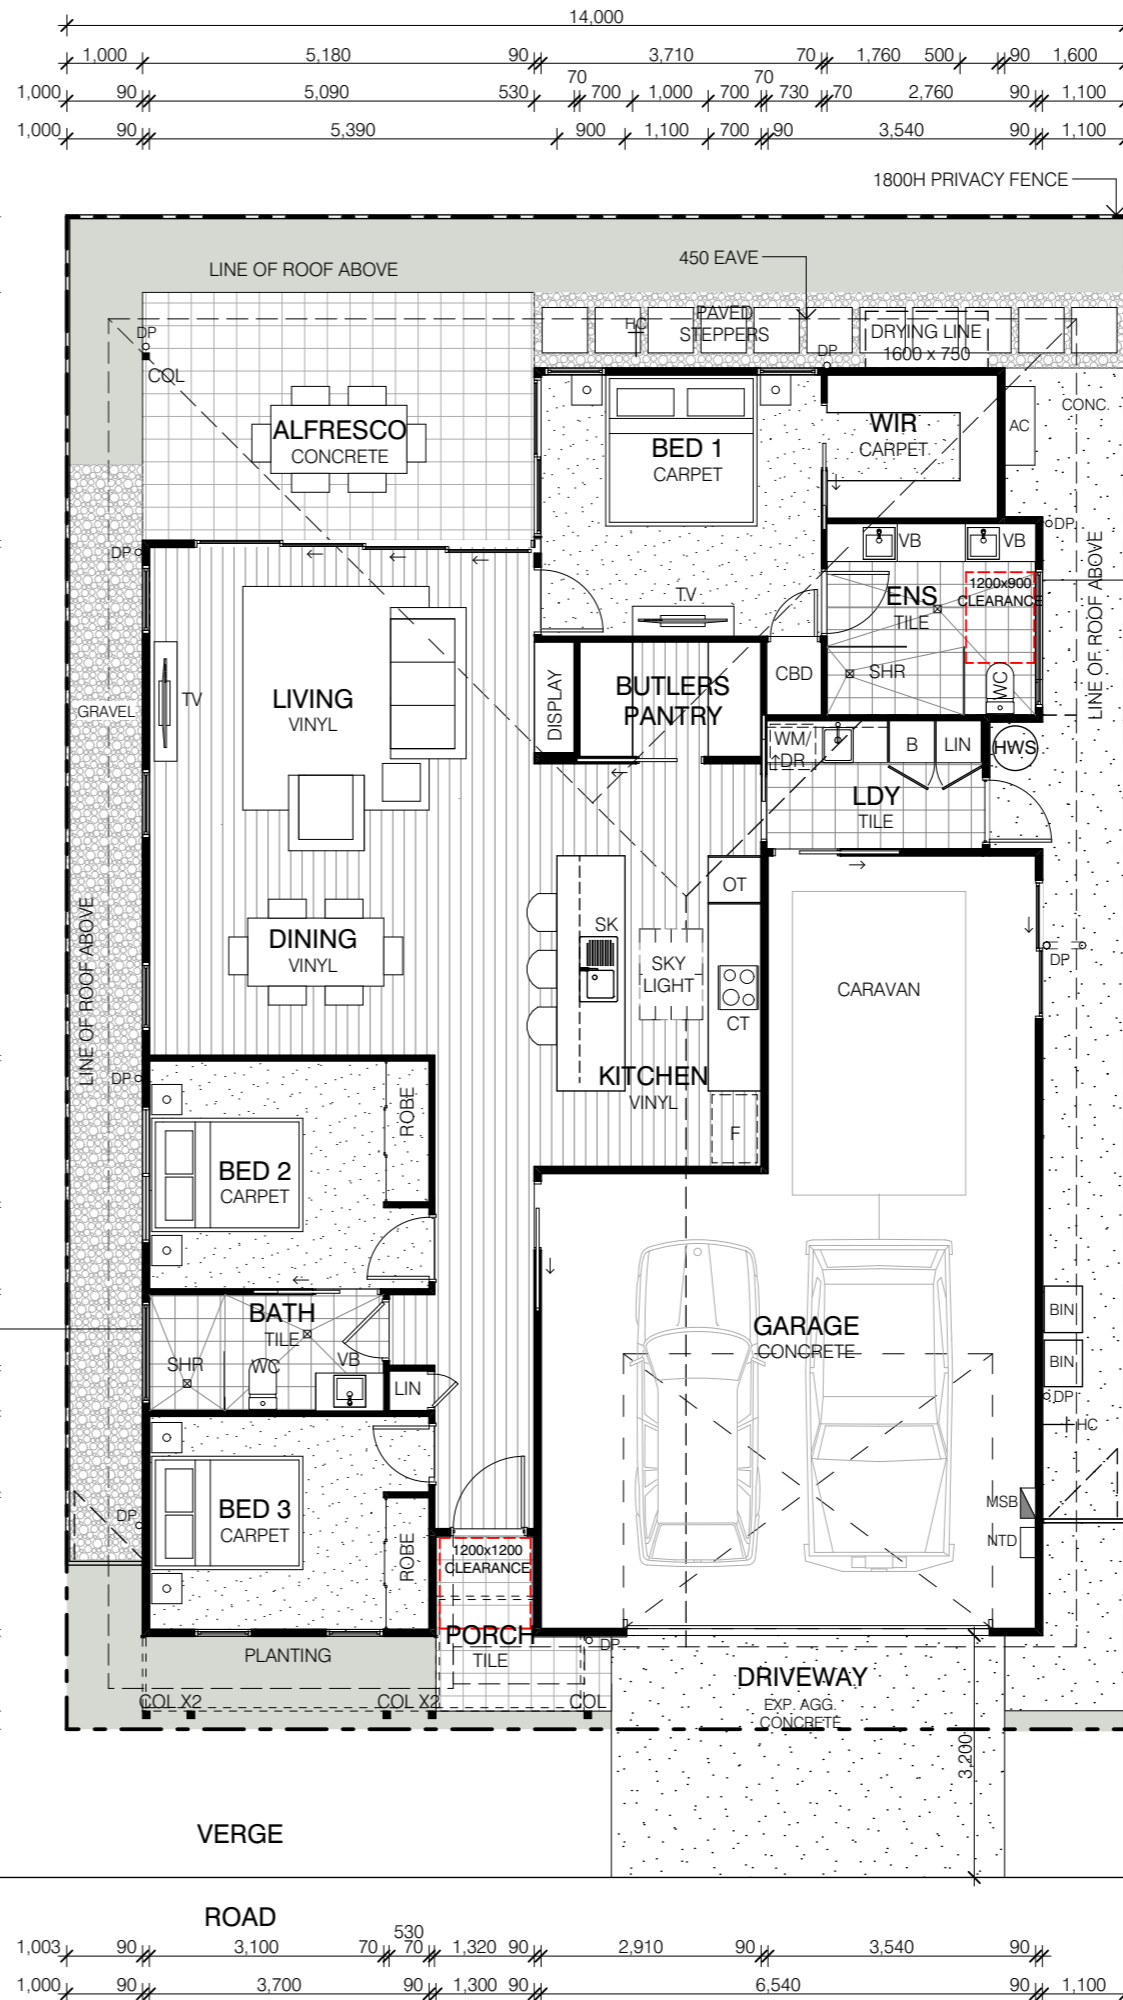 14,000
1,000 5,180 90 3,710 70 1,760 500 90 1,600
70 70
1,000 90 5,090 530 700 1,000 700 730 70 2,760 90 1,100
1,000 90 5,390 900 1,100 700 90 3,540 90 1,100
1800H PRIVACY FENCE
450 EAVE
LINE OF ROOF ABOVE
PAVED
STEPPERS
HC
DRYING LINE
1600 x 750
DP
DP
COL
CONC.
AC
ALFRESCO
CONCRETE
BED 1
CARPET
WIR
CARPET
DP
DP
VB
VB
LINE OF ROOF ABOVE
1200x900
CLEARANCE
ENS
TILE
TV
SHR
WC
CBD
LIVING
VINYL
TV
GRAVEL
DISPLAY
BUTLERS
PANTRY
WM/
DR
B
LIN
HWS
LDY
TILE
OT
SK
SKY
LIGHT
CT
DINING
VINYL
LINE OF ROOF ABOVE
CARAVAN
DP
KITCHEN
VINYL
F
DP
ROBE
BED 2
CARPET
BATH
TILE
SHR
WC
VB
LIN
GARAGE
CONCRETE
BIN
BIN
DP
HC
MSB
NTD
DP
BED 3
CARPET
ROBE
1200x1200
CLEARANCE
PORCH
TILE
DP
PLANTING
COL X2
COL X2
COL
DRIVEWAY
EXP. AGG.
CONCRETE
3,200
VERGE
ROAD
530
1,003 90 3,100 70 70 1,320 90 2,910 90 3,540 90
1,000 90 3,700 90 1,300 90 6,540 90 1,100